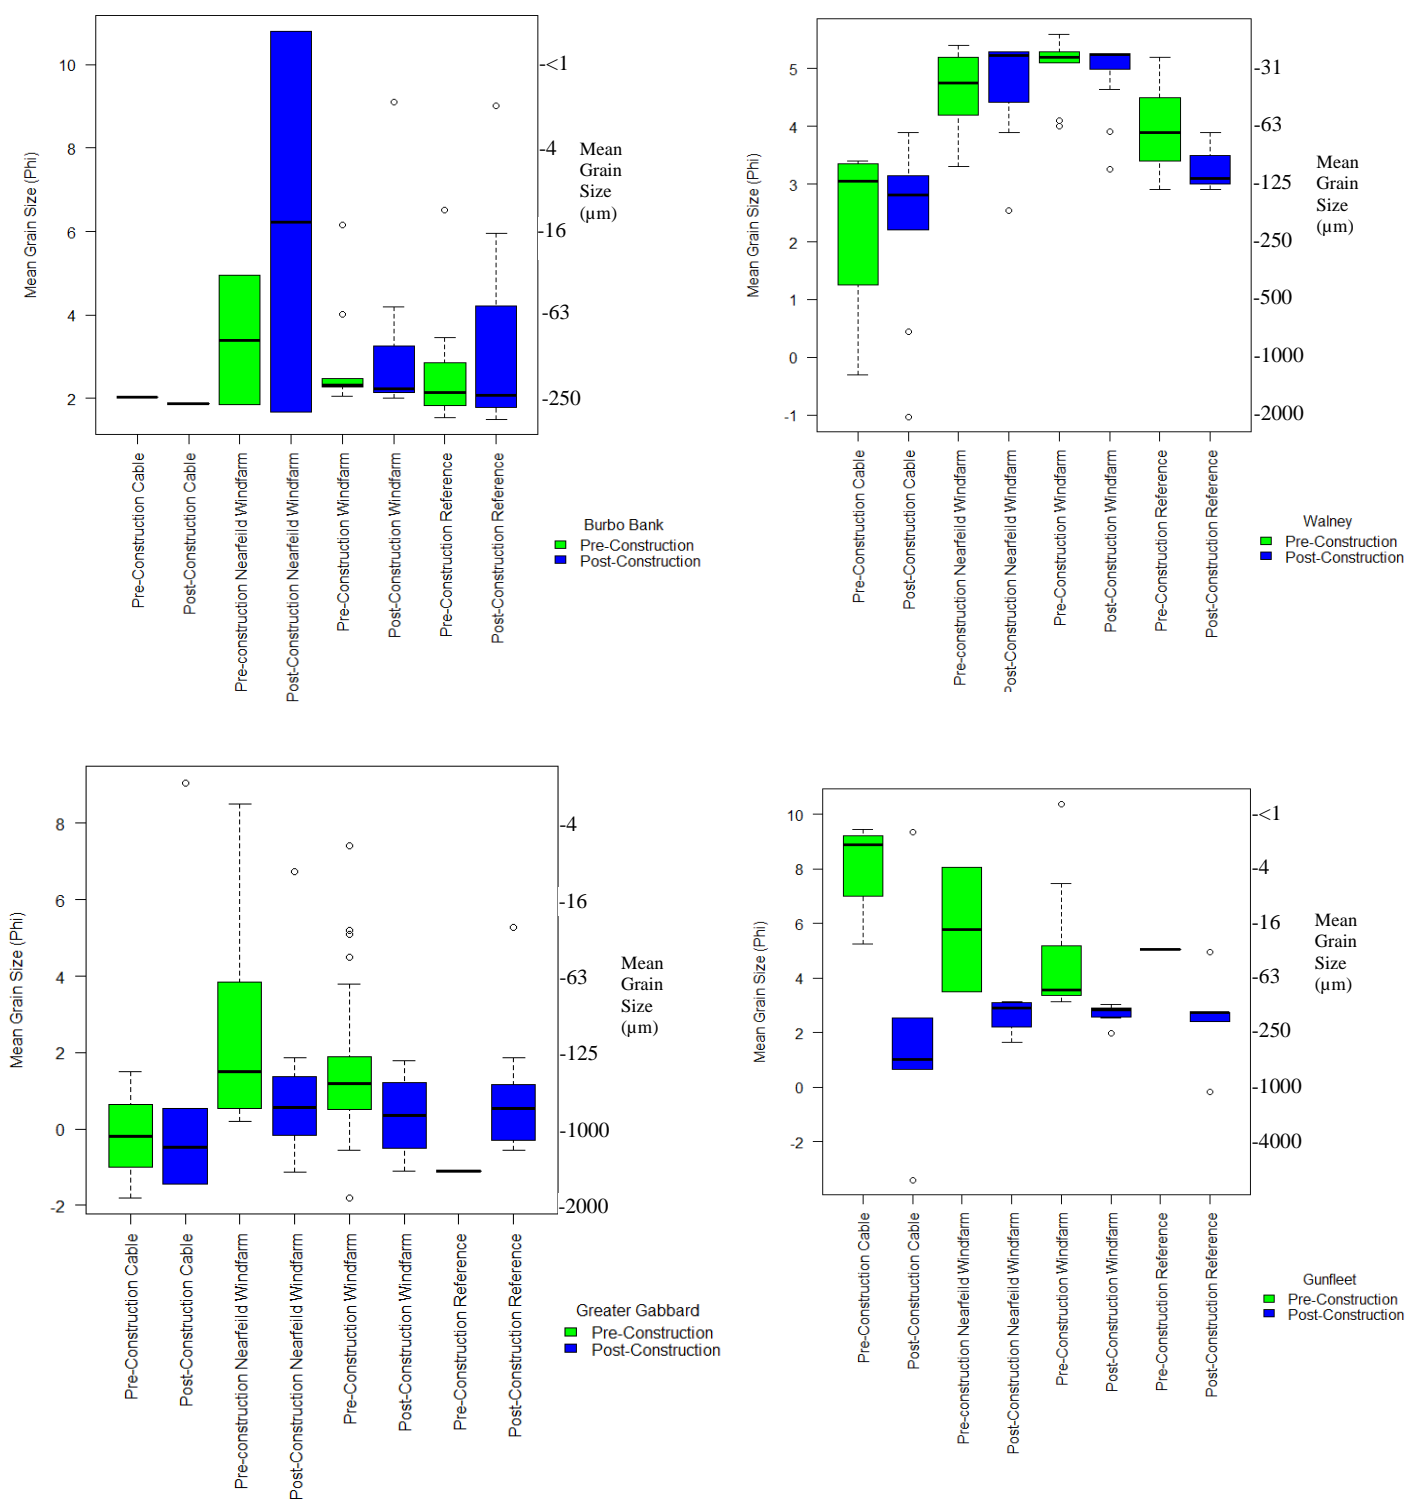 Mean Grain Size (Phi)
10
8
6
4
2
-<1
-4
-16
-63
-250
Mean
Grain
Size
(µm)
Pre-Construction Cable
Post-Construction Cable
Pre-construction Nearfeild Windfarm
Post-Construction Nearfeild Windfarm
Pre-Construction Windfarm
Post-Construction Windfarm
Pre-Construction Reference
Post-Construction Reference
Burbo Bank
Pre-Construction
Post-Construction
Mean Grain Size (Phi)
5
4
3
2
1
0
-1
-31
-63
-125
-250
-500
-1000
-2000
Mean
Grain
Size
(µm)
Pre-Construction Cable
Post-Construction Cable
Pre-construction Nearfeild Windfarm
Post-Construction Nearfeild Windfarm
Pre-Construction Windfarm
Post-Construction Windfarm
Pre-Construction Reference
Post-Construction Reference
Walney
Pre-Construction
Post-Construction
Mean Grain Size (Phi)
8
6
4
2
0
-2
-4
-16
-63
-125
-1000
-2000
Mean
Grain
Size
(µm)
Pre-Construction Cable
Post-Construction Cable
Pre-construction Nearfeild Windfarm
Post-Construction Nearfeild Windfarm
Pre-Construction Windfarm
Post-Construction Windfarm
Pre-Construction Reference
Post-Construction Reference
Greater Gabbard
Pre-Construction
Post-Construction
Mean Grain Size (Phi)
10
8
6
4
2
0
-2
-<1
-4
-16
-63
-250
-1000
-4000
Mean
Grain
Size
(µm)
Pre-Construction Cable
Post-Construction Cable
Pre-construction Nearfeild Windfarm
Post-Construction Nearfeild Windfarm
Pre-Construction Windfarm
Post-Construction Windfarm
Pre-Construction Reference
Post-Construction Reference
Gunfleet
Pre-Construction
Post-Construction